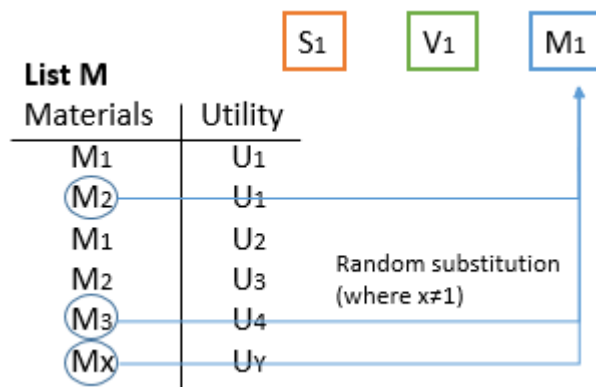 S1 V1 M1
List M
Materials Utility
M1 U1
M2 U1
M1 U2
M2 U3
M3 U4
Mx UY
Random substitution
(where x≠1)